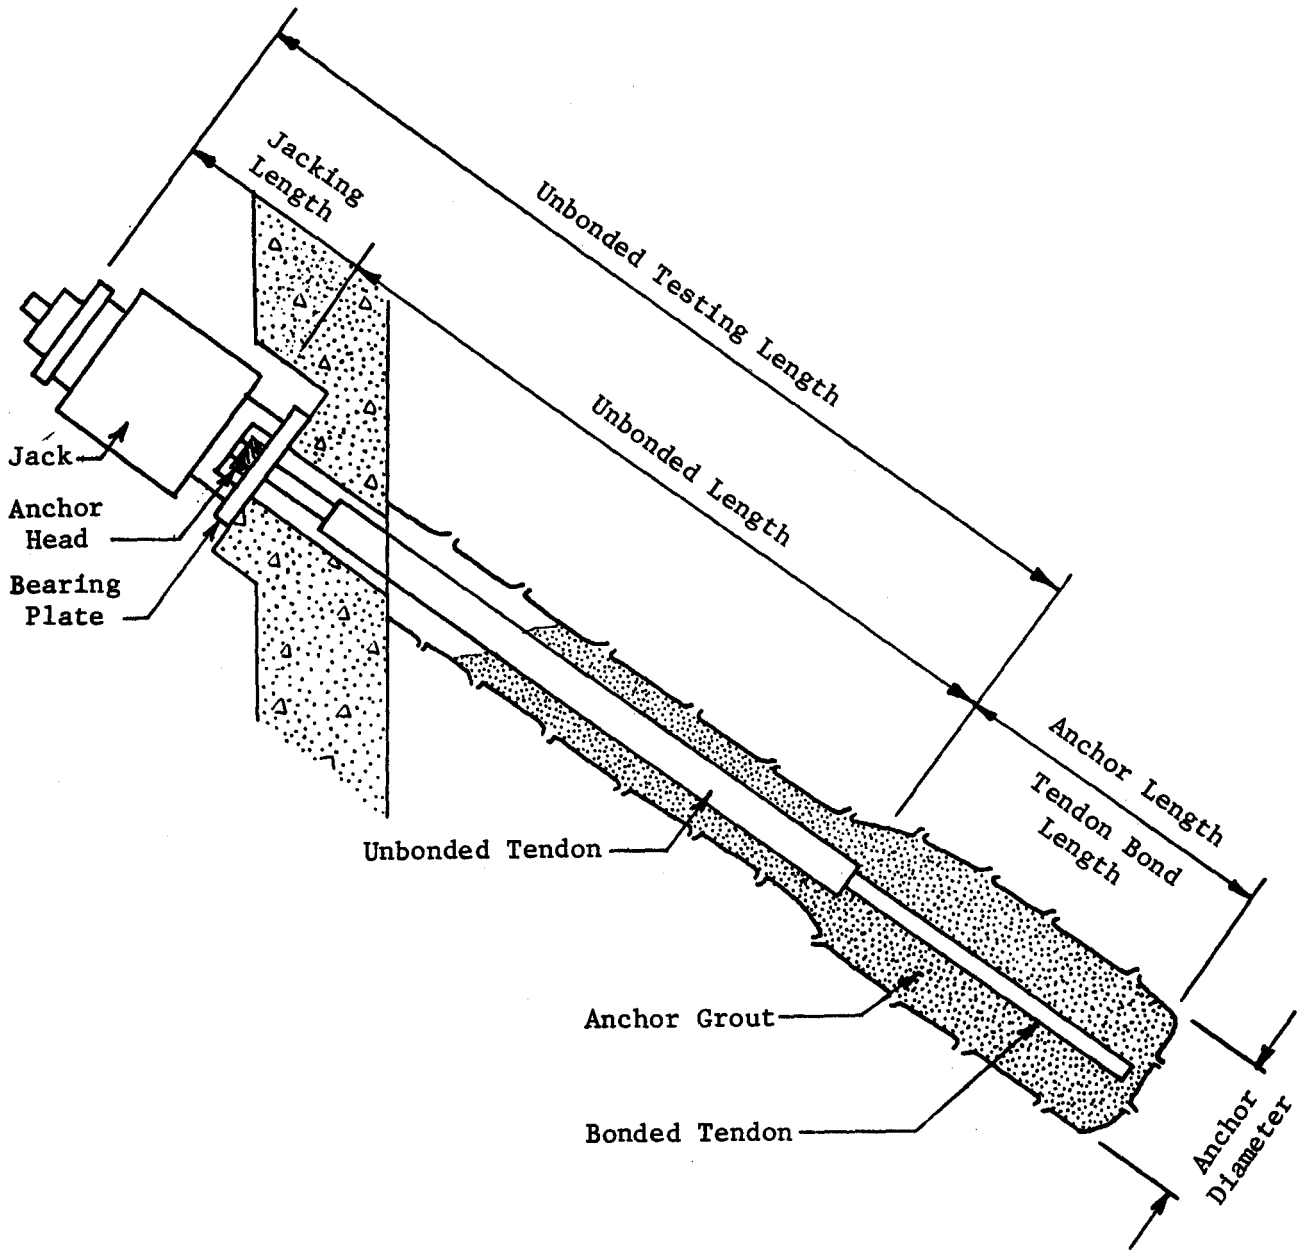 Jacking
Length
Unbonded Testing Length
Unbonded Length
Jack
Anchor
Head
Bearing
Plate
Anchor Length
Tendon Bond
Length
Unbonded Tendon
Anchor Grout
Bonded Tendon
Anchor
Diameter